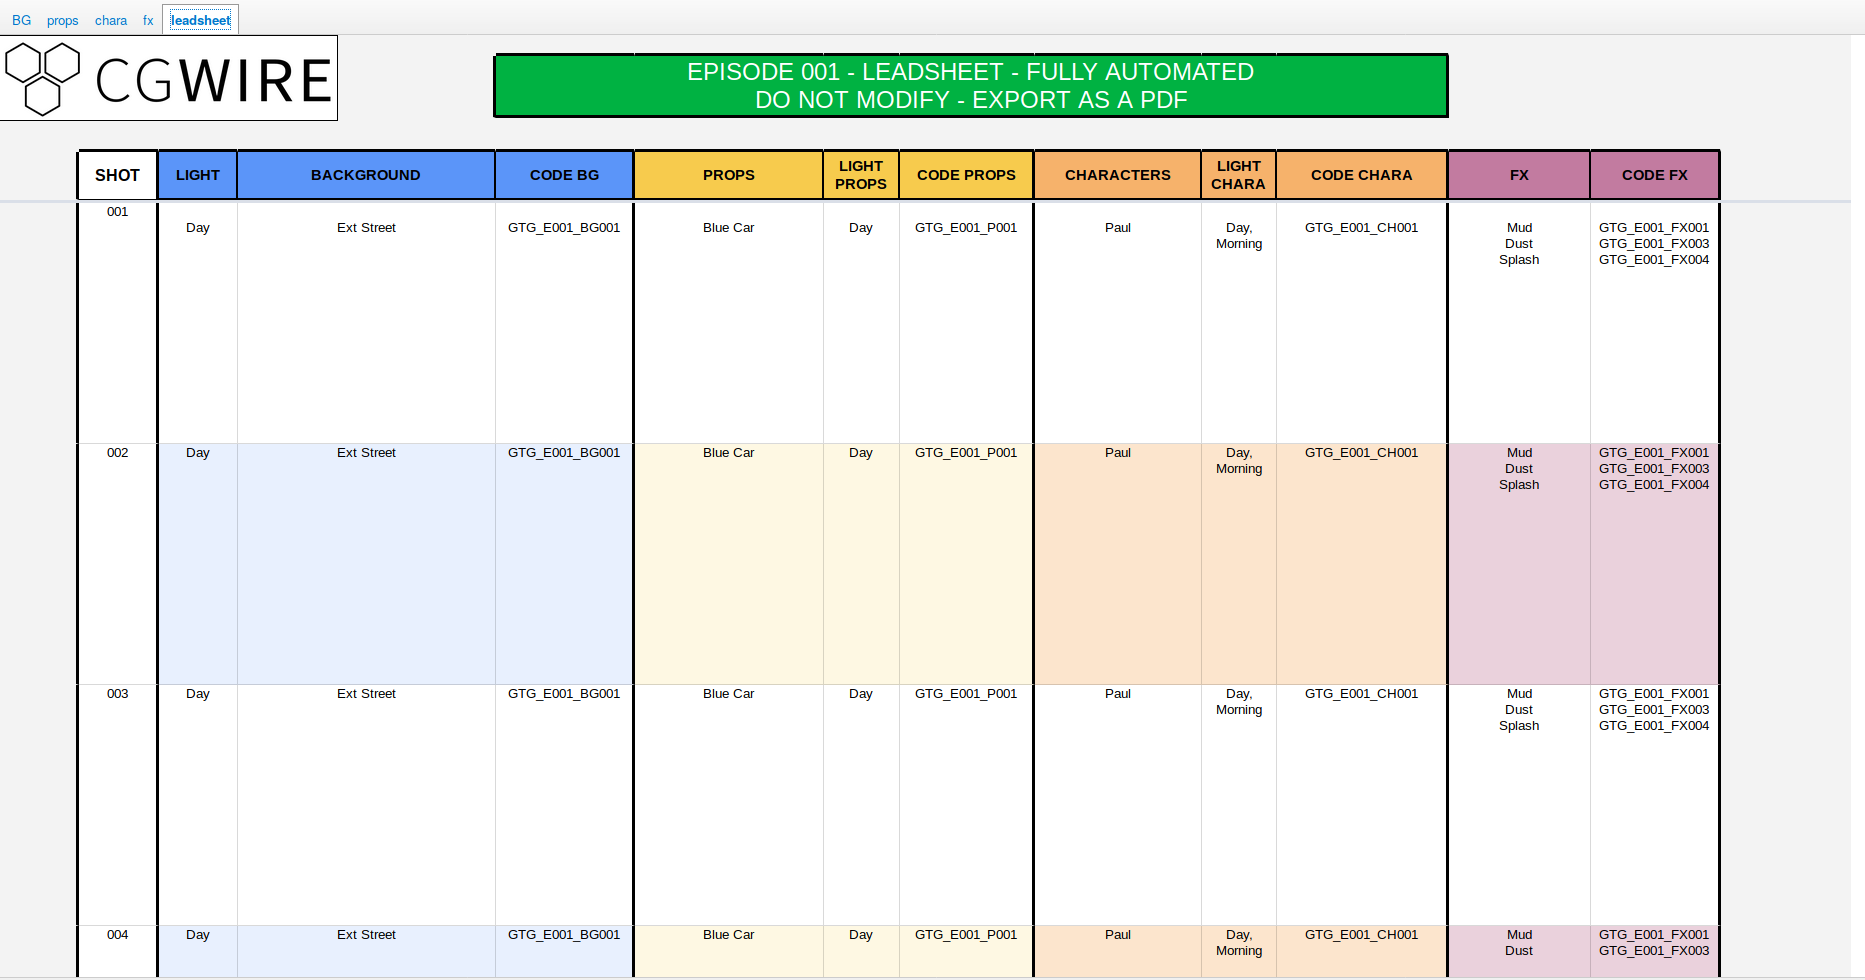 BG props chara fx leadsheet
CGWIRE
EPISODE 001 - LEADSHEET - FULLY AUTOMATED
DO NOT MODIFY - EXPORT AS A PDF
SHOT LIGHT BACKGROUND CODE BG PROPS LIGHT PROPS CODE PROPS CHARACTERS LIGHT CHARA CODE CHARA FX CODE FX
001
Day Ext Street GTG_E001_BG001 Blue Car Day GTG_E001_P001 Paul Day, GTG_E001_CH001 Mud GTG_E001_FX001
Morning Dust GTG_E001_FX003
Splash GTG_E001_FX004
002 Day Ext Street GTG_E001_BG001 Blue Car Day GTG_E001_P001 Paul Day, GTG_E001_CH001 Mud GTG_E001_FX001
Morning Dust GTG_E001_FX003
Splash GTG_E001_FX004
003 Day Ext Street GTG_E001_BG001 Blue Car Day GTG_E001_P001 Paul Day, GTG_E001_CH001 Mud GTG_E001_FX001
Morning Dust GTG_E001_FX003
Splash GTG_E001_FX004
004 Day Ext Street GTG_E001_BG001 Blue Car Day GTG_E001_P001 Paul Day, GTG_E001_CH001 Mud GTG_E001_FX001
Morning Dust GTG_E001_FX003